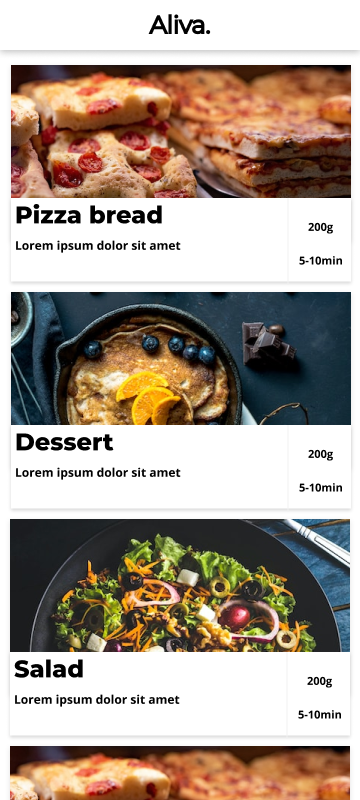 Aliva.
Pizza bread
Lorem ipsum dolor sit amet
200g
5-10min
Dessert
Lorem ipsum dolor sit amet
200g
5-10min
Salad
Lorem ipsum dolor sit amet
200g
5-10min